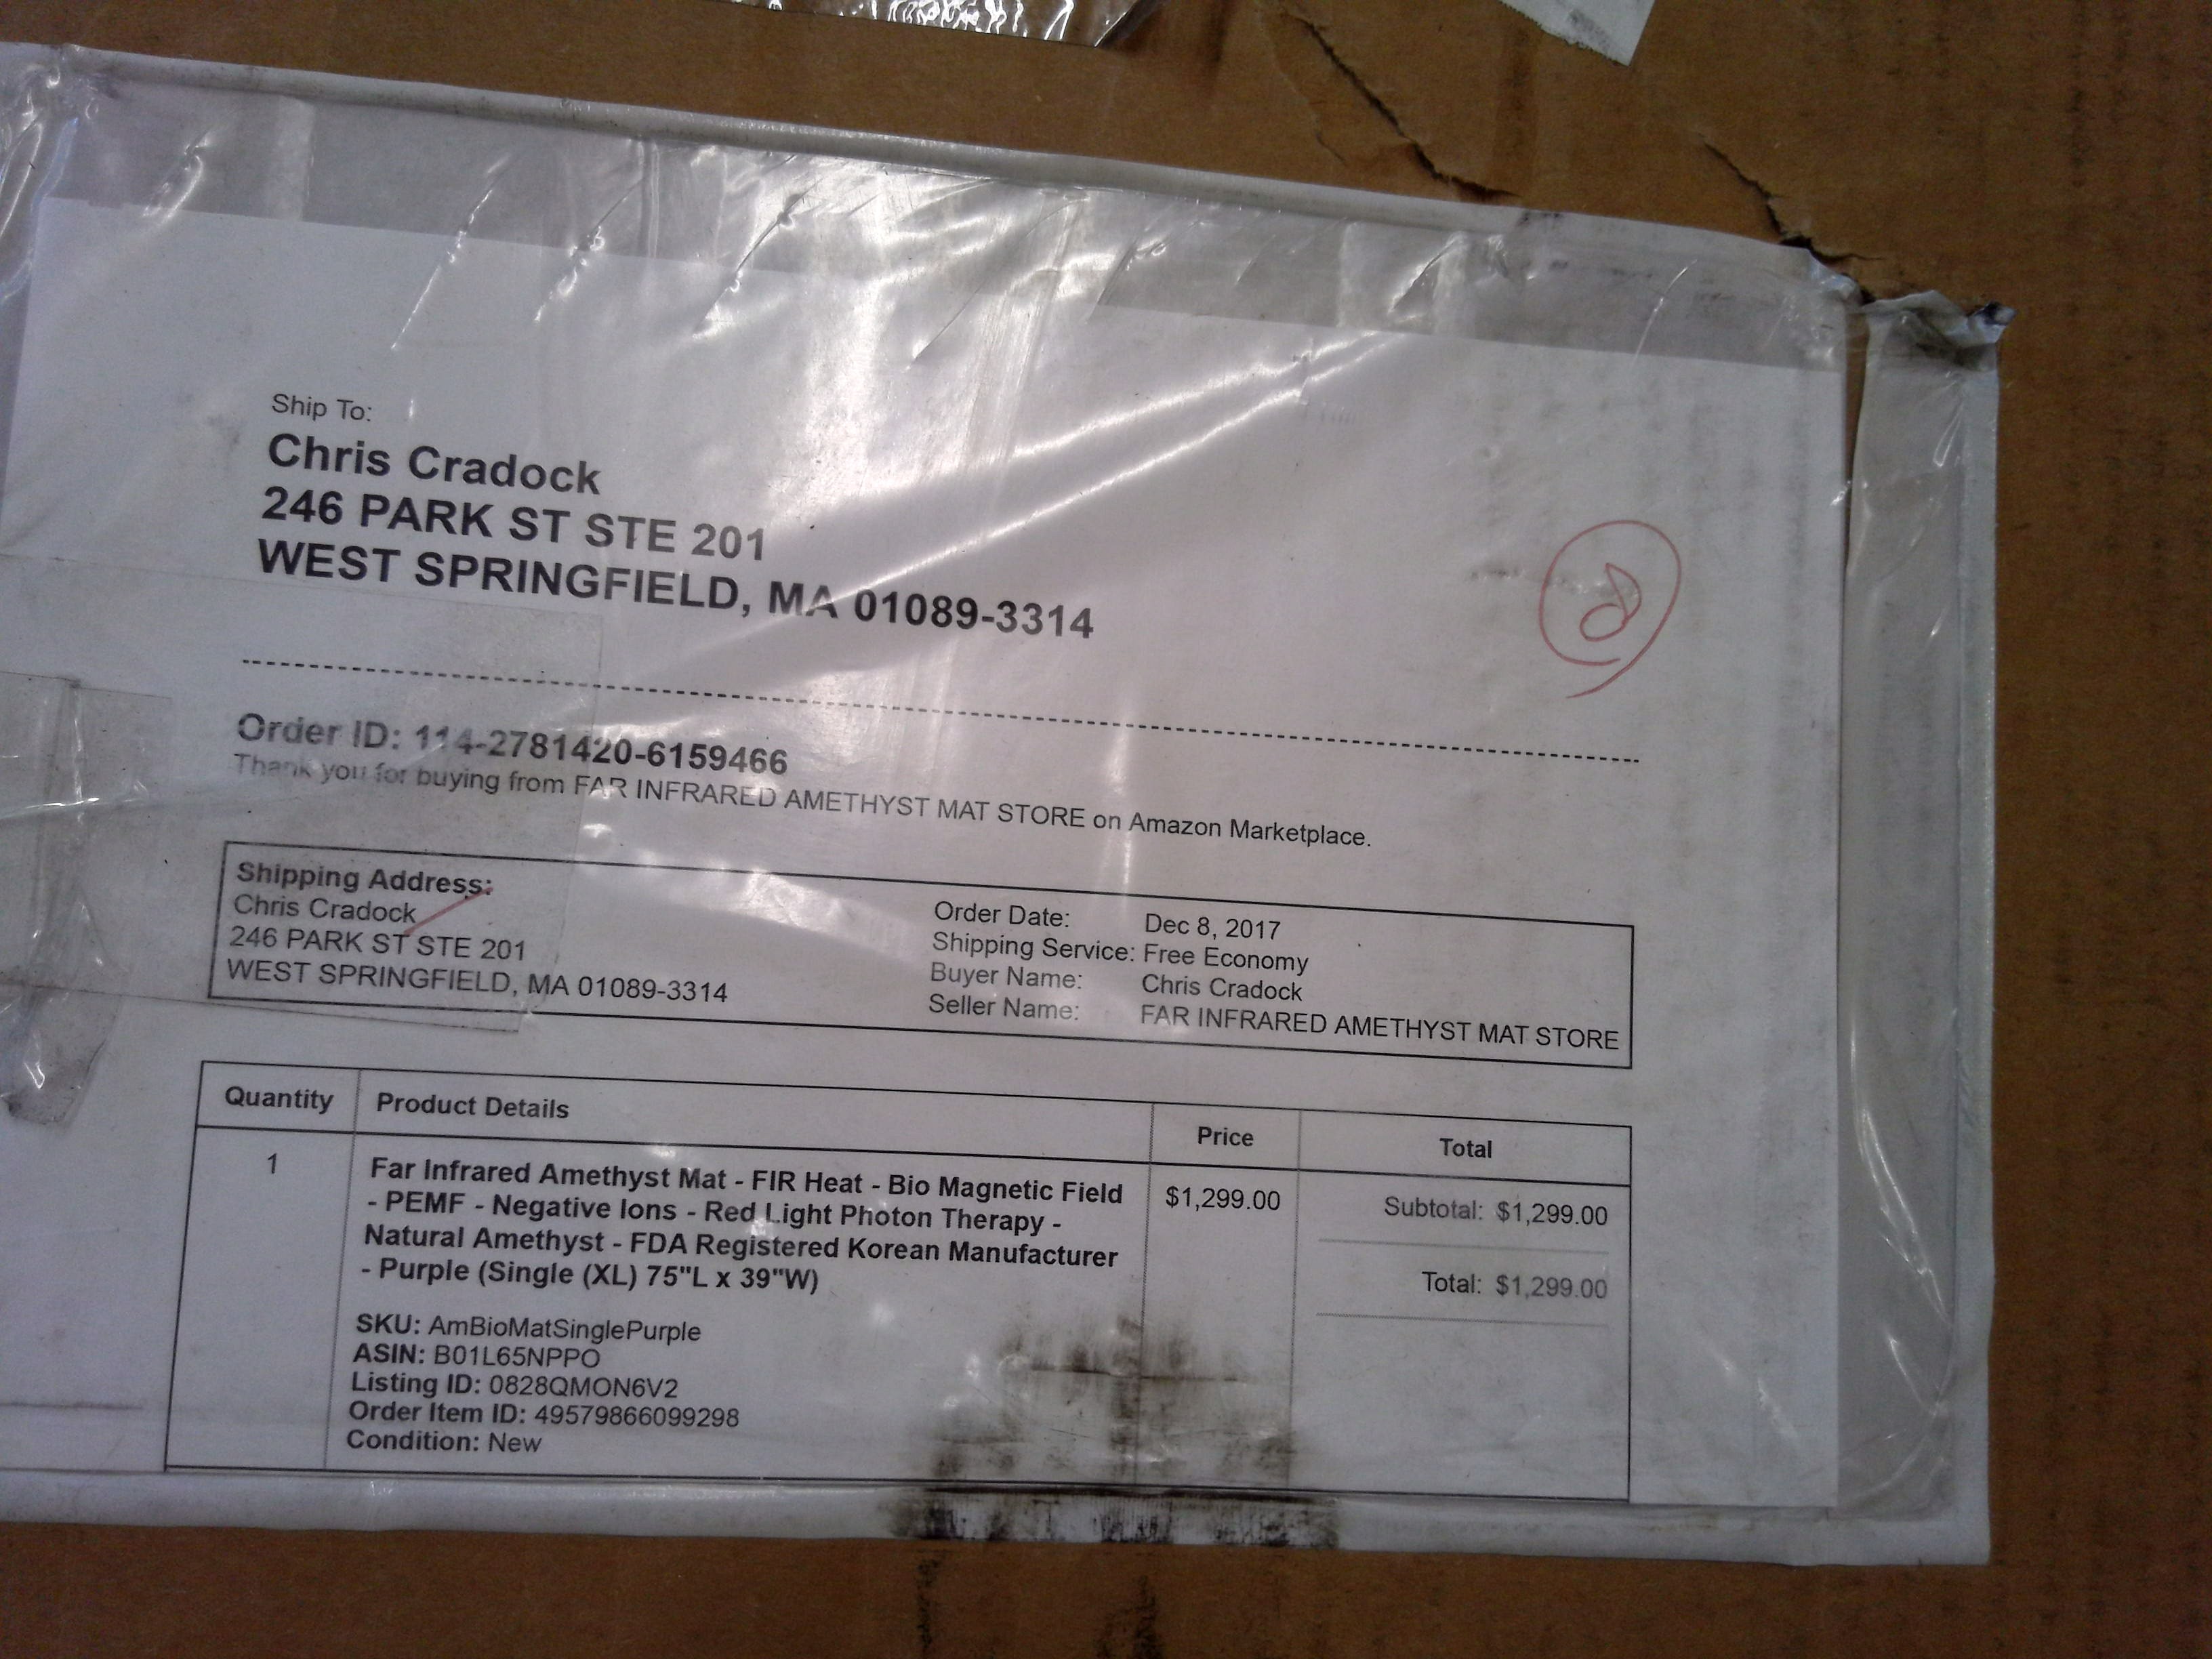 Ship To:
Chris Cradock
246 PARK ST STE 201
WEST SPRINGFIELD, MA 01089-3314
Order ID: 114-2781420-6159466
Thank you for buying from FAR INFRARED AMETHYST MAT STORE on Amazon Marketplace.
Shipping Address:
Chris Cradock
246 PARK ST STE 201
WEST SPRINGFIELD, MA 01089-3314
Order Date: Dec 8, 2017
Shipping Service: Free Economy
Buyer Name: Chris Cradock
Seller Name: FAR INFRARED AMETHYST MAT STORE
Quantity Product Details Price Total
1
Far Infrared Amethyst Mat - FIR Heat - Bio Magnetic Field
- PEMF - Negative Ions - Red Light Photon Therapy -
Natural Amethyst - FDA Registered Korean Manufacturer
- Purple (Single (XL) 75"L x 39"W)
SKU: AmBioMatSinglePurple
ASIN: B01L65NPPO
Listing ID: 0828QMON6V2
Order Item ID: 49579866099298
Condition: New
$1,299.00
Subtotal: $1,299.00
Total: $1,299.00